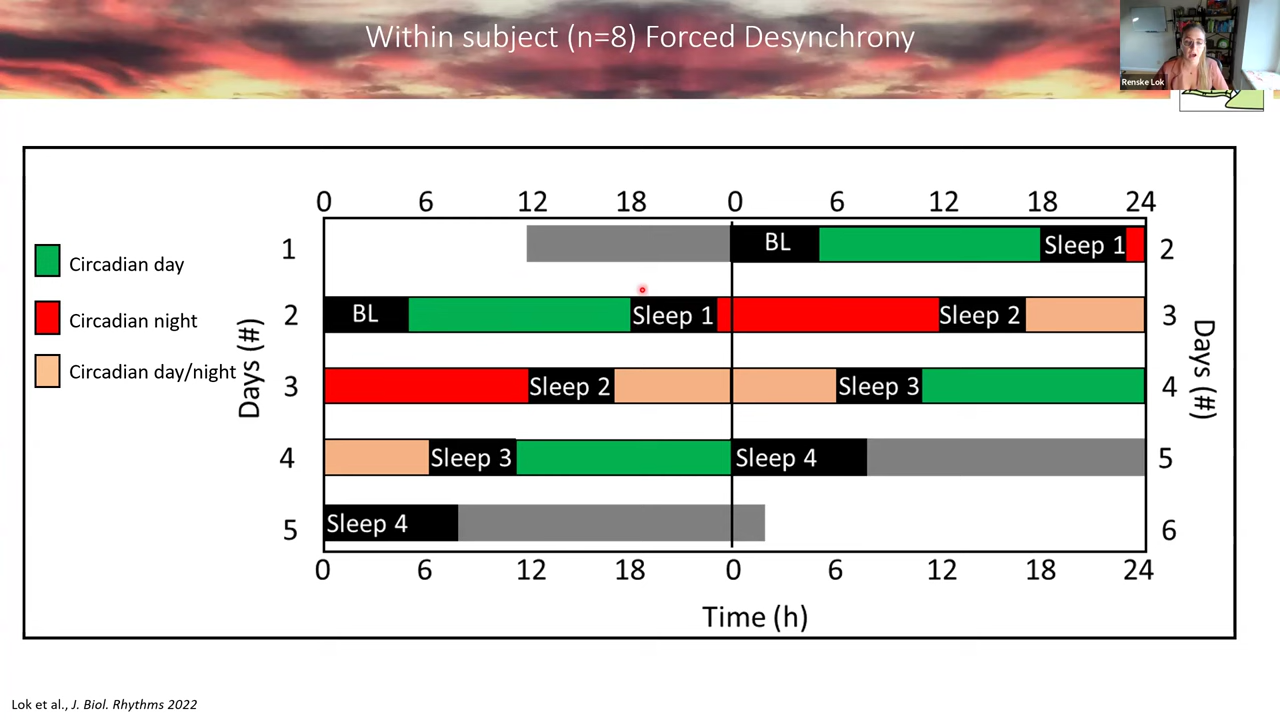 Within subject (n=8) Forced Desynchrony
Renske Lok
0 6 12 18 0 6 12 18 24
Circadian day
Circadian night
Circadian day/night
Days (#)
1 BL Sleep 1 2
2 BL Sleep 1 Sleep 2 3
3 Sleep 2 Sleep 3 4
4 Sleep 3 Sleep 4 5
5 Sleep 4 6
Days (#)
0 6 12 18 0 6 12 18 24
Time (h)
Lok et al., J. Biol. Rhythms 2022